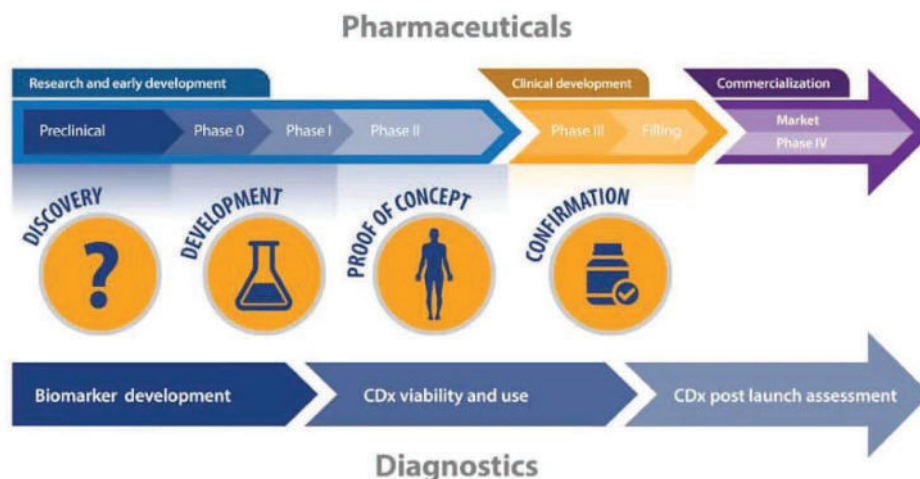 Pharmaceuticals
Research and early development
Clinical development
Commercialization
Preclinical
Phase 0
Phase I
Phase II
Phase III
Filling
Market
Phase IV
DISCOVERY
?
DEVELOPMENT
PROOF OF CONCEPT
CONFIRMATION
Biomarker development
CDx viability and use
CDx post launch assessment
Diagnostics